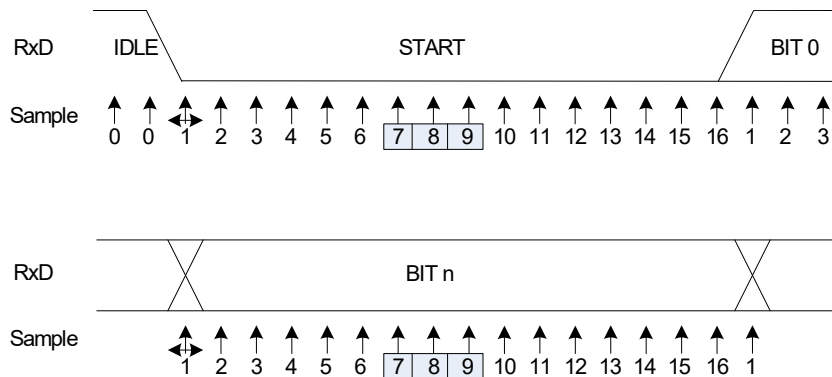 RxD IDLE START BIT 0
Sample
0 0 1 2 3 4 5 6 7 8 9 10 11 12 13 14 15 16 1 2 3
RxD BIT n
Sample
1 2 3 4 5 6 7 8 9 10 11 12 13 14 15 16 1